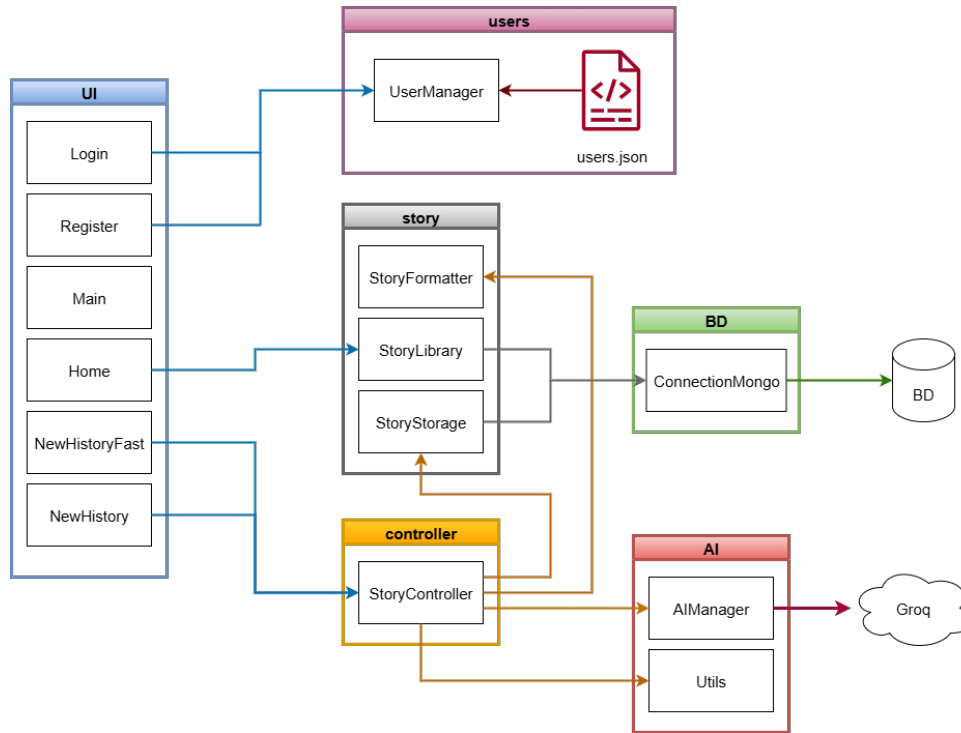 users
UserManager
</>
users.json
UI
Login
Register
Main
Home
NewHistoryFast
NewHistory
story
StoryFormatter
StoryLibrary
StoryStorage
BD
ConnectionMongo
BD
controller
StoryController
AI
AIManager
Utils
Groq